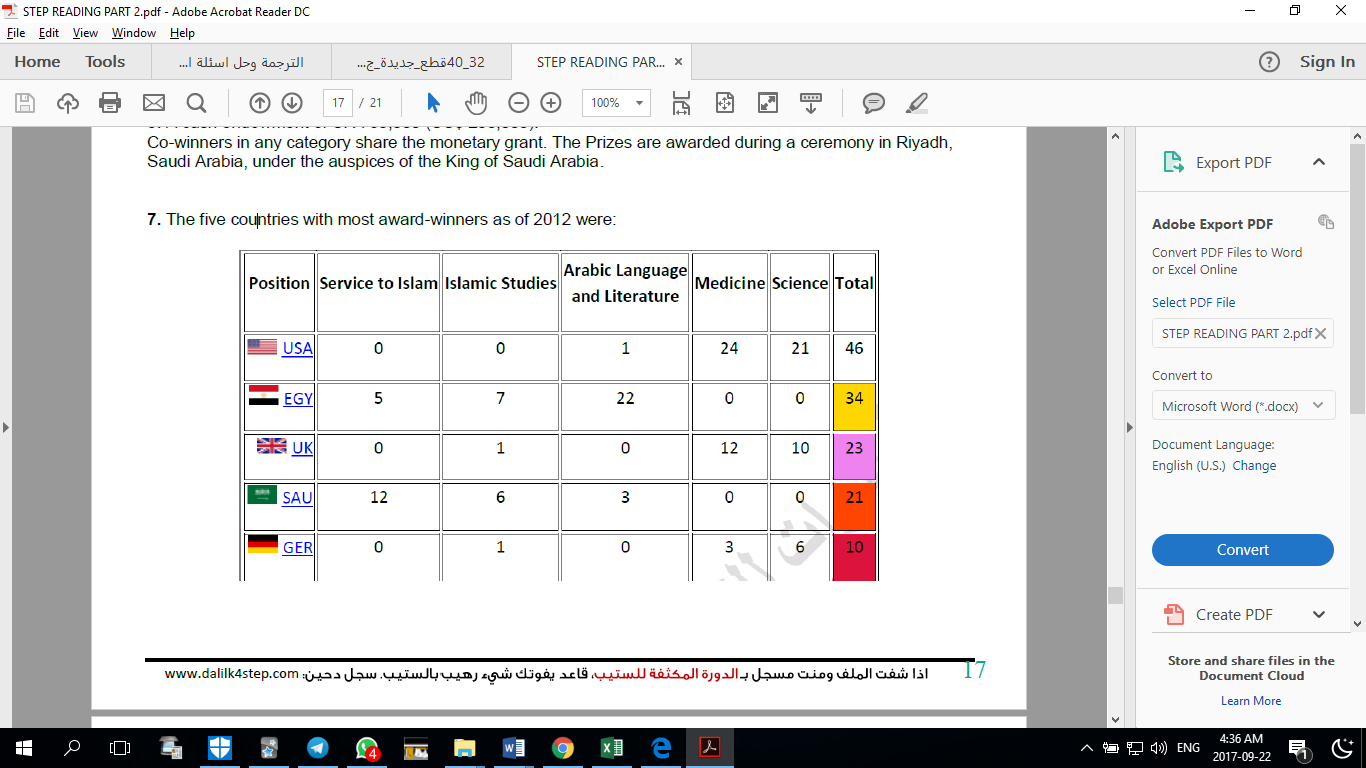 STEP READING PART 2.pdf - Adobe Acrobat Reader DC
File Edit View Window Help
Home Tools الترجمة وحل اسئلة ا... 32_40قطع_جديدة_ج... STEP READING PAR... Sign In
17 / 21 100%
Co-winners in any category share the monetary grant. The Prizes are awarded during a ceremony in Riyadh,
Saudi Arabia, under the auspices of the King of Saudi Arabia.
7. The five countries with most award-winners as of 2012 were:
Position Service to Islam Islamic Studies Arabic Language and Literature Medicine Science Total
USA 0 0 1 24 21 46
EGY 5 7 22 0 0 34
UK 0 1 0 12 10 23
SAU 12 6 3 0 0 21
GER 0 1 0 3 6 10
اذا شفت الملف ومنت مسجل بـ الدورة المكثفة للستيب، قاعد يفوتك شيء رهيب بالستيب. سجل دحين: www.dalilk4step.com
17
Export PDF
Adobe Export PDF
Convert PDF Files to Word
or Excel Online
Select PDF File
STEP READING PART 2.pdf
Convert to
Microsoft Word (*.docx)
Document Language:
English (U.S.) Change
Convert
Create PDF
Store and share files in the
Document Cloud
Learn More
4
ENG
4:36 AM
2017-09-22
1